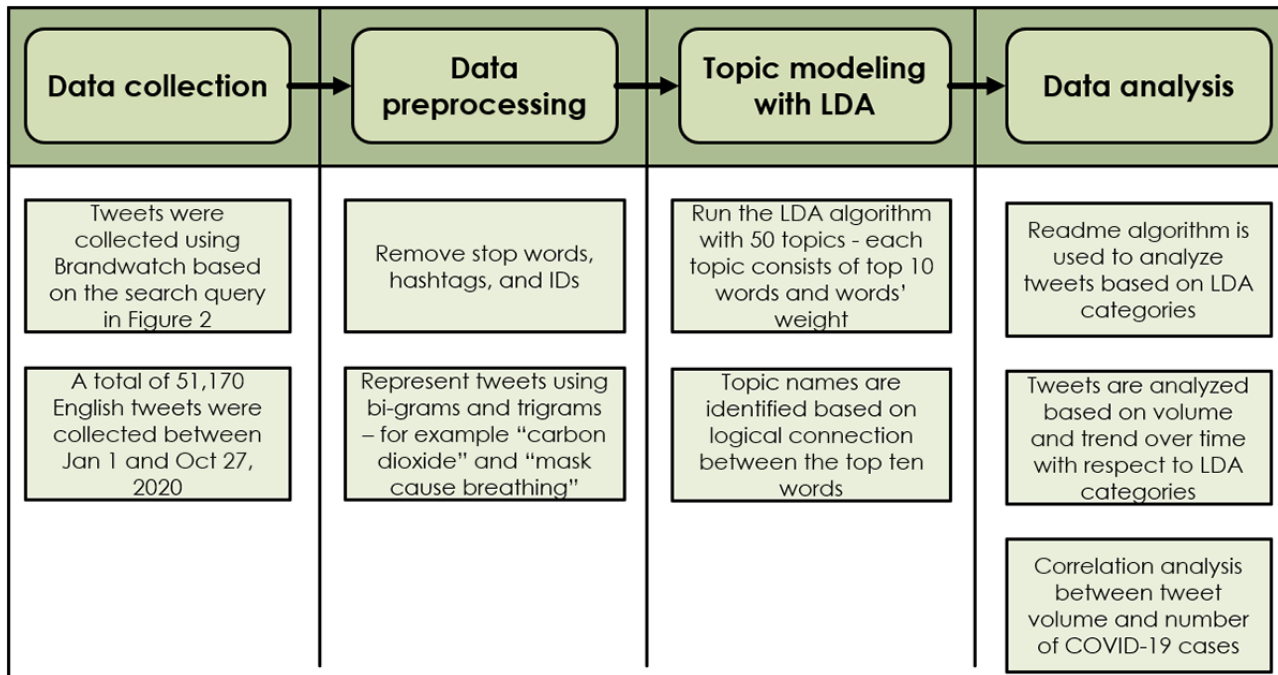 Data collection
Data
preprocessing
Topic modeling
with LDA
Data analysis
Tweets were
collected using
Brandwatch based
on the search query
in Figure 2
A total of 51,170
English tweets were
collected between
Jan 1 and Oct 27,
2020
Remove stop words,
hashtags, and IDs
Represent tweets using
bi-grams and trigrams
– for example “carbon
dioxide” and “mask
cause breathing”
Run the LDA algorithm
with 50 topics - each
topic consists of top 10
words and words’
weight
Topic names are
identified based on
logical connection
between the top ten
words
Readme algorithm is
used to analyze
tweets based on LDA
categories
Tweets are analyzed
based on volume
and trend over time
with respect to LDA
categories
Correlation analysis
between tweet
volume and number
of COVID-19 cases